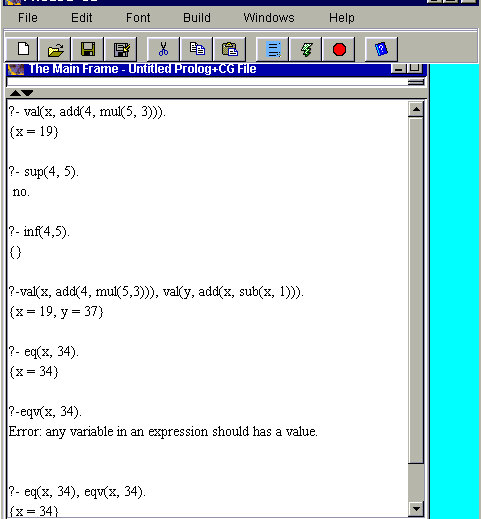 File Edit Font Build Windows Help
The Main Frame - Untitled Prolog+CG File
?- val(x, add(4, mul(5, 3))).
{x = 19}
?- sup(4, 5).
no.
?- inf(4,5).
{}
?-val(x, add(4, mul(5,3))), val(y, add(x, sub(x, 1))).
{x = 19, y = 37}
?- eq(x, 34).
{x = 34}
?-eqv(x, 34).
Error: any variable in an expression should has a value.
?- eq(x, 34), eqv(x, 34).
{x = 34}